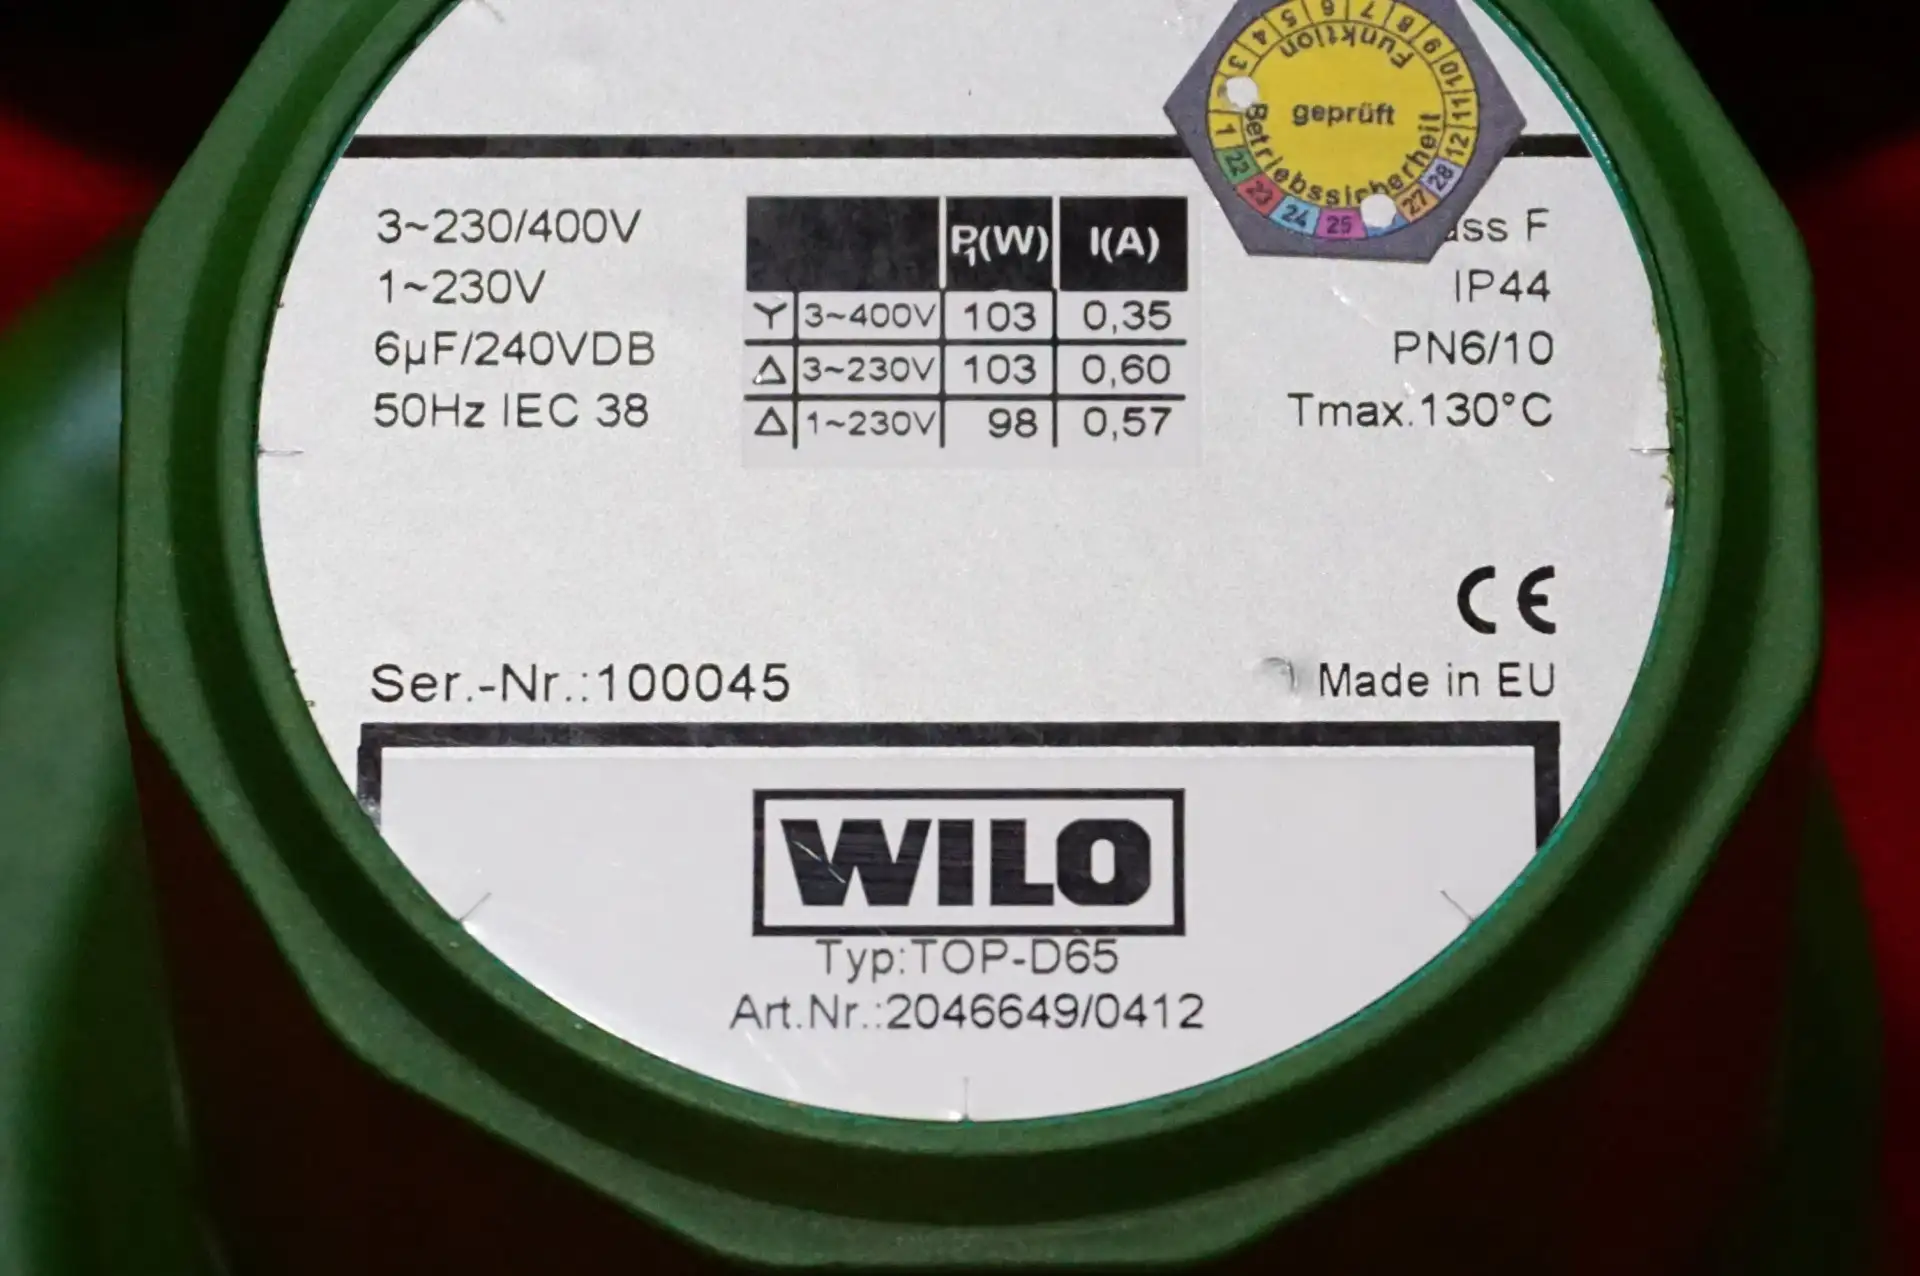 3 4 5 6 7 8 9 10 11 12
Funktion
geprüft
Betriebssicherheit
1 22 23 24 25 27 28
3~230/400V
1~230V
6µF/240VDB
50Hz IEC 38
P1(W) I(A)
3~400V 103 0,35
3~230V 103 0,60
1~230V 98 0,57
F
IP44
PN6/10
Tmax.130°C
CE
Ser.-Nr.:100045
Made in EU
WILO
Typ:TOP-D65
Art.Nr.:2046649/0412